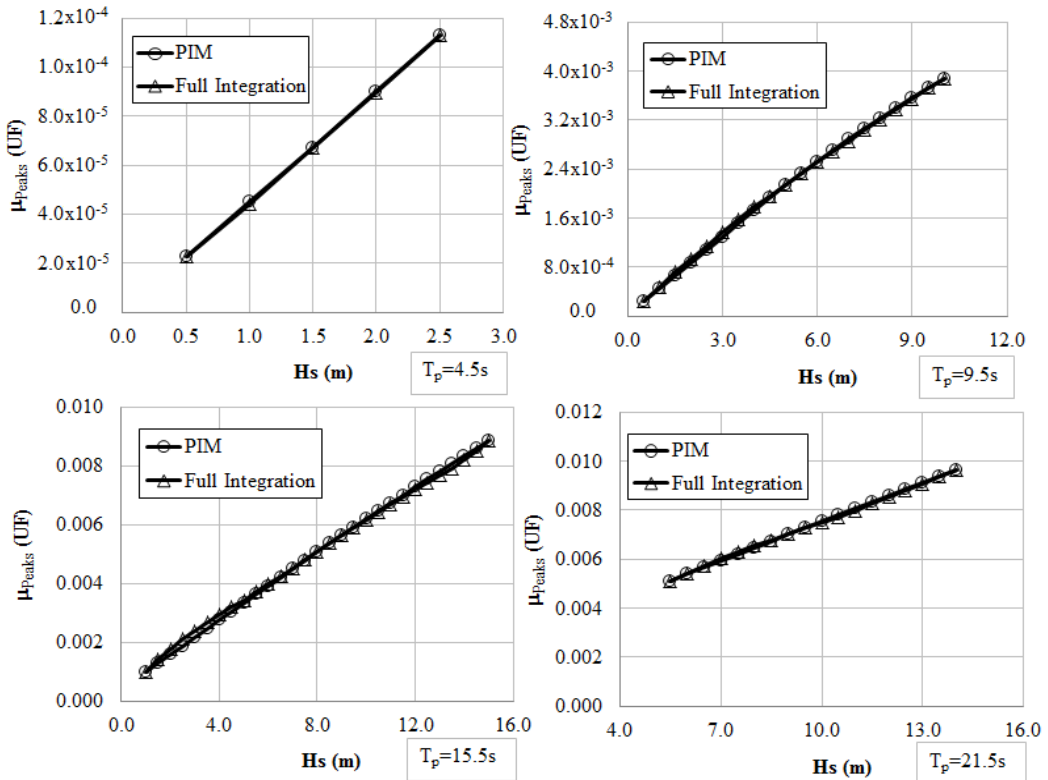 1.2x10⁻⁴
1.0x10⁻⁴
8.0x10⁻⁵
6.0x10⁻⁵
4.0x10⁻⁵
2.0x10⁻⁵
0.0
μPeaks (UF)
PIM
Full Integration
0.0 0.5 1.0 1.5 2.0 2.5 3.0
Hs (m)
Tp=4.5s
4.8x10⁻³
4.0x10⁻³
3.2x10⁻³
2.4x10⁻³
1.6x10⁻³
8.0x10⁻⁴
0.0
μPeaks (UF)
PIM
Full Integration
0.0 3.0 6.0 9.0 12.0
Hs (m)
Tp=9.5s
0.010
0.008
0.006
0.004
0.002
0.000
μPeaks (UF)
PIM
Full Integration
0.0 4.0 8.0 12.0 16.0
Hs (m)
Tp=15.5s
0.012
0.010
0.008
0.006
0.004
0.002
0.000
μPeaks (UF)
PIM
Full Integration
4.0 7.0 10.0 13.0 16.0
Hs (m)
Tp=21.5s